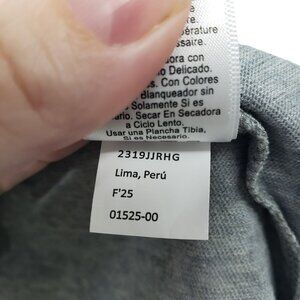 érature
ssaire.
dora con
o Delicado.
es. Con Colores
Blanqueador sin
Solamente Si es
ario. Secar En Secadora
a Ciclo Lento.
Usar una Plancha Tibia,
Si es Necesario.
2319JJRHG
Lima, Perú
F'25
01525-00